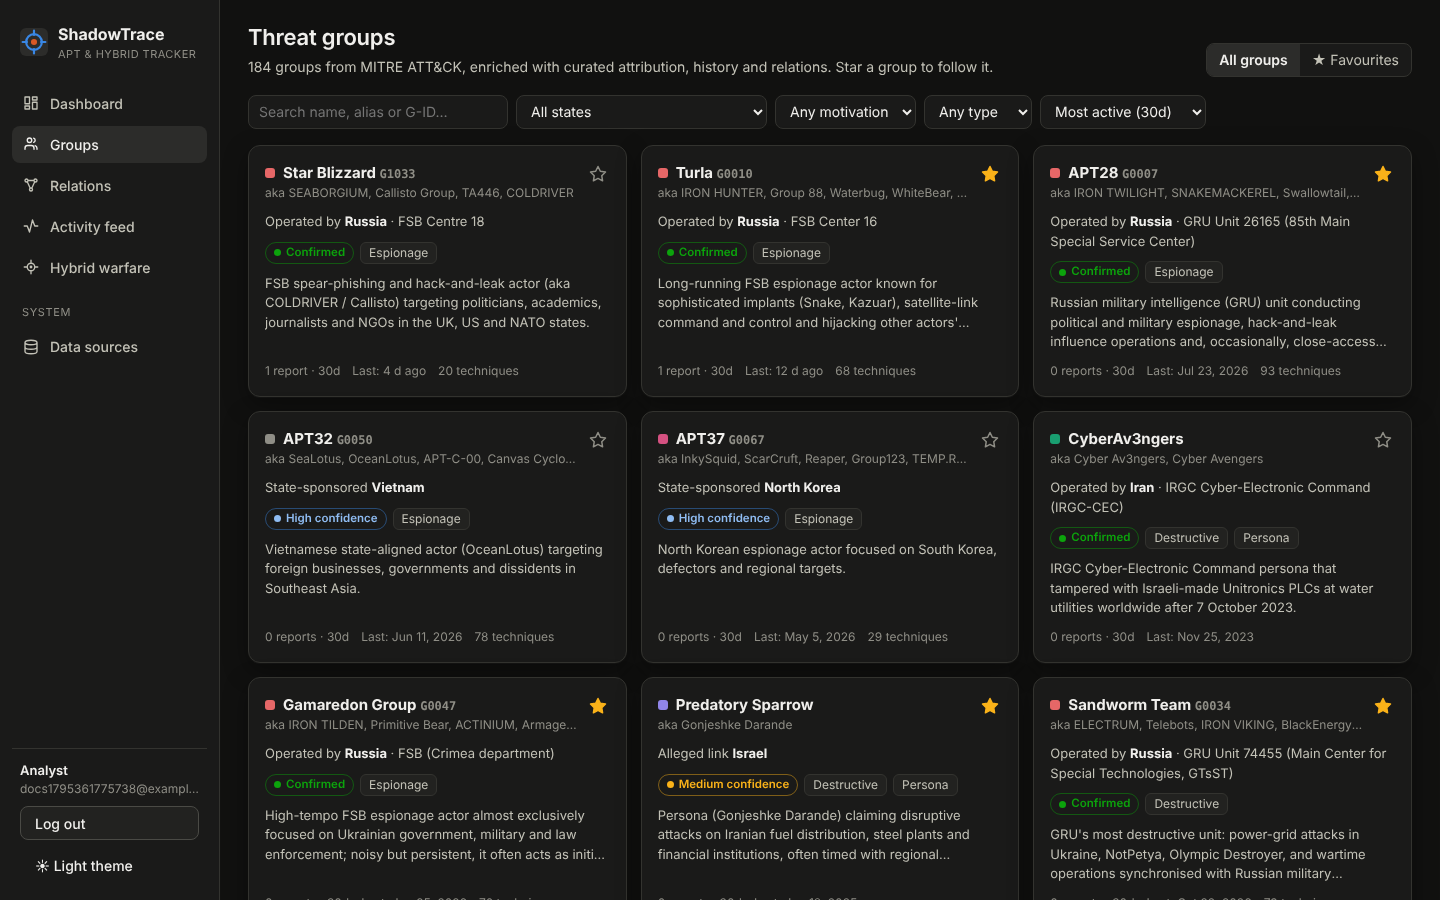 ShadowTrace
APT & HYBRID TRACKER
Dashboard
Groups
Relations
Activity feed
Hybrid warfare
SYSTEM
Data sources
Analyst
docs1795361775738@exampl...
Log out
☀ Light theme
Threat groups
184 groups from MITRE ATT&CK, enriched with curated attribution, history and relations. Star a group to follow it.
All groups
★ Favourites
Search name, alias or G-ID...
All states
Any motivation
Any type
Most active (30d)
Star Blizzard G1033
aka SEABORGIUM, Callisto Group, TA446, COLDRIVER
Operated by Russia · FSB Centre 18
Confirmed
Espionage
FSB spear-phishing and hack-and-leak actor (aka
COLDRIVER / Callisto) targeting politicians, academics,
journalists and NGOs in the UK, US and NATO states.
1 report · 30d Last: 4 d ago 20 techniques
Turla G0010
aka IRON HUNTER, Group 88, Waterbug, WhiteBear, ...
Operated by Russia · FSB Center 16
Confirmed
Espionage
Long-running FSB espionage actor known for
sophisticated implants (Snake, Kazuar), satellite-link
command and control and hijacking other actors'...
1 report · 30d Last: 12 d ago 68 techniques
APT28 G0007
aka IRON TWILIGHT, SNAKEMACKEREL, Swallowtail,...
Operated by Russia · GRU Unit 26165 (85th Main
Special Service Center)
Confirmed
Espionage
Russian military intelligence (GRU) unit conducting
political and military espionage, hack-and-leak
influence operations and, occasionally, close-access...
0 reports · 30d Last: Jul 23, 2026 93 techniques
APT32 G0050
aka SeaLotus, OceanLotus, APT-C-00, Canvas Cyclo...
State-sponsored Vietnam
High confidence
Espionage
Vietnamese state-aligned actor (OceanLotus) targeting
foreign businesses, governments and dissidents in
Southeast Asia.
0 reports · 30d Last: Jun 11, 2026 78 techniques
APT37 G0067
aka InkySquid, ScarCruft, Reaper, Group123, TEMP.R...
State-sponsored North Korea
High confidence
Espionage
North Korean espionage actor focused on South Korea,
defectors and regional targets.
0 reports · 30d Last: May 5, 2026 29 techniques
CyberAv3ngers
aka Cyber Av3ngers, Cyber Avengers
Operated by Iran · IRGC Cyber-Electronic Command
(IRGC-CEC)
Confirmed
Destructive
Persona
IRGC Cyber-Electronic Command persona that
tampered with Israeli-made Unitronics PLCs at water
utilities worldwide after 7 October 2023.
0 reports · 30d Last: Nov 25, 2023
Gamaredon Group G0047
aka IRON TILDEN, Primitive Bear, ACTINIUM, Armage...
Operated by Russia · FSB (Crimea department)
Confirmed
Espionage
High-tempo FSB espionage actor almost exclusively
focused on Ukrainian government, military and law
enforcement; noisy but persistent, it often acts as initi...
Predatory Sparrow
aka Gonjeshke Darande
Alleged link Israel
Medium confidence
Destructive
Persona
Persona (Gonjeshke Darande) claiming disruptive
attacks on Iranian fuel distribution, steel plants and
financial institutions, often timed with regional...
Sandworm Team G0034
aka ELECTRUM, Telebots, IRON VIKING, BlackEnergy...
Operated by Russia · GRU Unit 74455 (Main Center for
Special Technologies, GTsST)
Confirmed
Destructive
GRU's most destructive unit: power-grid attacks in
Ukraine, NotPetya, Olympic Destroyer, and wartime
operations synchronised with Russian military...